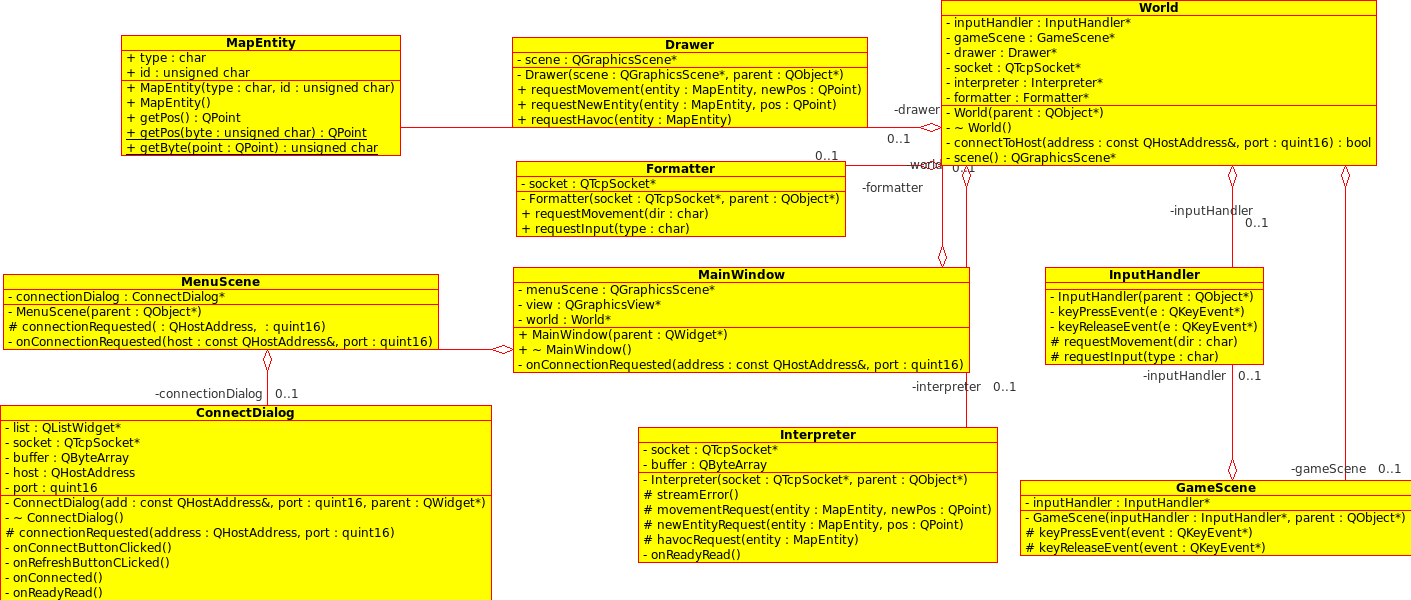 World
- inputHandler : InputHandler*
- gameScene : GameScene*
- drawer : Drawer*
- socket : QTcpSocket*
- interpreter : Interpreter*
- formatter : Formatter*
- World(parent : QObject*)
- ~ World()
- connectToHost(address : const QHostAddress&, port : quint16) : bool
- scene() : QGraphicsScene*
MapEntity
+ type : char
+ id : unsigned char
+ MapEntity(type : char, id : unsigned char)
+ MapEntity()
+ getPos() : QPoint
+ getPos(byte : unsigned char) : QPoint
+ getByte(point : QPoint) : unsigned char
Drawer
- scene : QGraphicsScene*
- Drawer(scene : QGraphicsScene*, parent : QObject*)
+ requestMovement(entity : MapEntity, newPos : QPoint)
+ requestNewEntity(entity : MapEntity, pos : QPoint)
+ requestHavoc(entity : MapEntity)
-drawer
0..1
0..1
world
0..1
-formatter
Formatter
- socket : QTcpSocket*
- Formatter(socket : QTcpSocket*, parent : QObject*)
+ requestMovement(dir : char)
+ requestInput(type : char)
-inputHandler
0..1
MenuScene
- connectionDialog : ConnectDialog*
- MenuScene(parent : QObject*)
# connectionRequested( : QHostAddress, : quint16)
- onConnectionRequested(host : const QHostAddress&, port : quint16)
MainWindow
- menuScene : QGraphicsScene*
- view : QGraphicsView*
- world : World*
+ MainWindow(parent : QWidget*)
+ ~ MainWindow()
- onConnectionRequested(address : const QHostAddress&, port : quint16)
InputHandler
- InputHandler(parent : QObject*)
- keyPressEvent(e : QKeyEvent*)
- keyReleaseEvent(e : QKeyEvent*)
# requestMovement(dir : char)
# requestInput(type : char)
-connectionDialog 0..1
-interpreter 0..1
-inputHandler 0..1
ConnectDialog
- list : QListWidget*
- socket : QTcpSocket*
- buffer : QByteArray
- host : QHostAddress
- port : quint16
- ConnectDialog(add : const QHostAddress&, port : quint16, parent : QWidget*)
- ~ ConnectDialog()
# connectionRequested(address : QHostAddress, port : quint16)
- onConnectButtonClicked()
- onRefreshButtonCLicked()
- onConnected()
- onReadyRead()
Interpreter
- socket : QTcpSocket*
- buffer : QByteArray
- Interpreter(socket : QTcpSocket*, parent : QObject*)
# streamError()
# movementRequest(entity : MapEntity, newPos : QPoint)
# newEntityRequest(entity : MapEntity, pos : QPoint)
# havocRequest(entity : MapEntity)
- onReadyRead()
-gameScene 0..1
GameScene
- inputHandler : InputHandler*
- GameScene(inputHandler : InputHandler*, parent : QObject*)
# keyPressEvent(event : QKeyEvent*)
# keyReleaseEvent(event : QKeyEvent*)